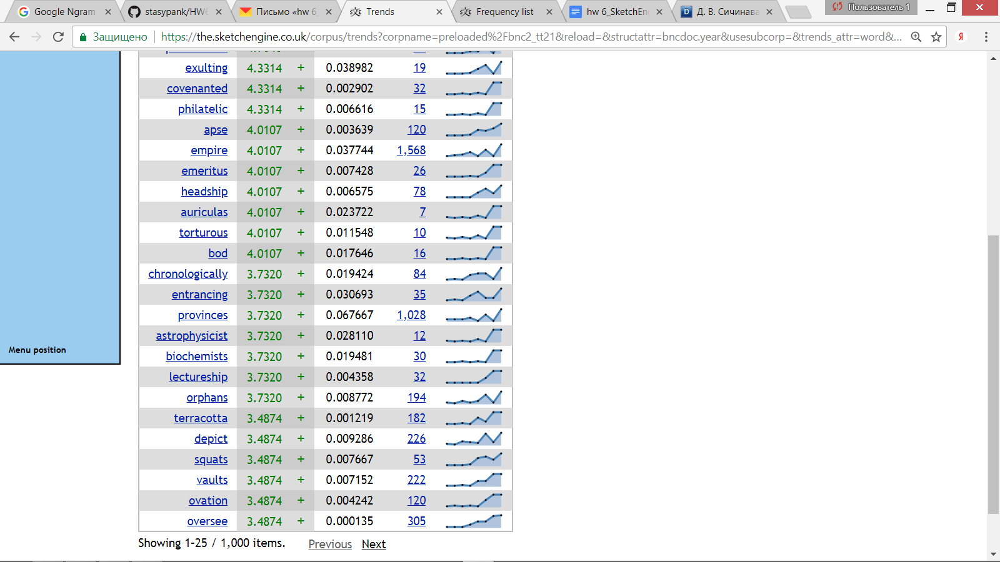 Google Ngram
stasypank/HW6
Письмо «hw 6_
Trends
Frequency list
hw 6_SketchEn
Д. В. Сичинава
Пользователь 1
Защищено
https://the.sketchengine.co.uk/corpus/trends?corpname=preloaded%2Fbnc2_tt21&reload=&structattr=bncdoc.year&usesubcorp=&trends_attr=word&...
exulting 4.3314 + 0.038982 19
covenanted 4.3314 + 0.002902 32
philatelic 4.3314 + 0.006616 15
apse 4.0107 + 0.003639 120
empire 4.0107 + 0.037744 1,568
emeritus 4.0107 + 0.007428 26
headship 4.0107 + 0.006575 78
auriculas 4.0107 + 0.023722 7
torturous 4.0107 + 0.011548 10
bod 4.0107 + 0.017646 16
chronologically 3.7320 + 0.019424 84
entrancing 3.7320 + 0.030693 35
provinces 3.7320 + 0.067667 1,028
astrophysicist 3.7320 + 0.028110 12
biochemists 3.7320 + 0.019481 30
lectureship 3.7320 + 0.004358 32
orphans 3.7320 + 0.008772 194
terracotta 3.4874 + 0.001219 182
depict 3.4874 + 0.009286 226
squats 3.4874 + 0.007667 53
vaults 3.4874 + 0.007152 222
ovation 3.4874 + 0.004242 120
oversee 3.4874 + 0.000135 305
Menu position
Showing 1-25 / 1,000 items. Previous Next